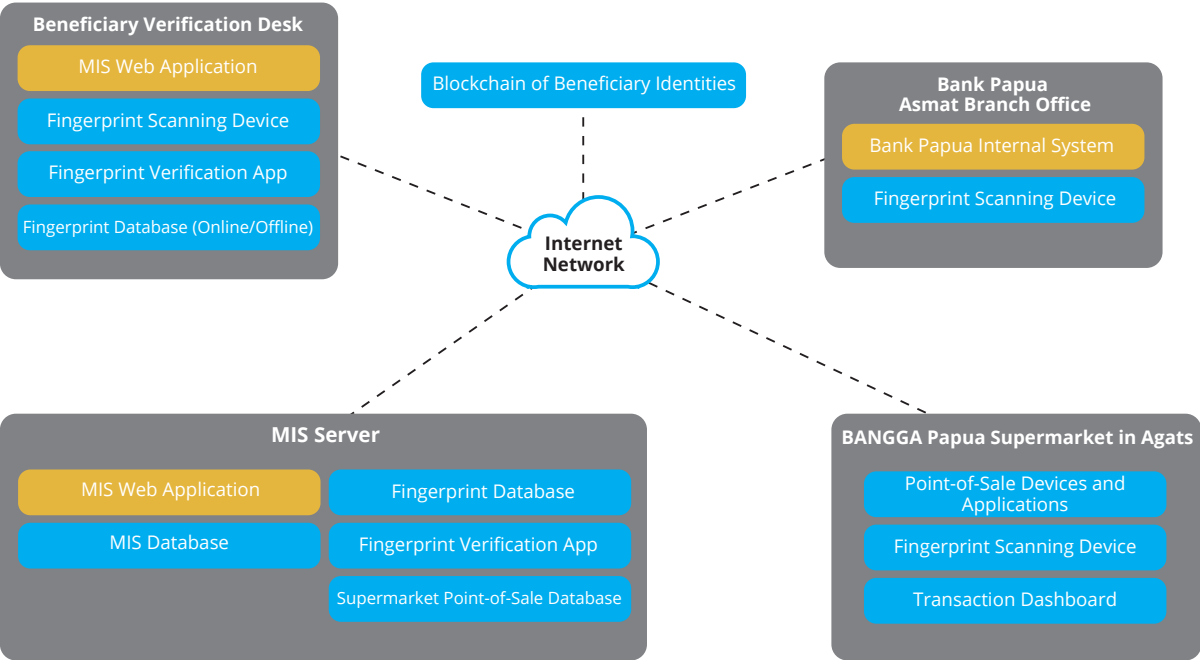 Beneficiary Verification Desk
MIS Web Application
Fingerprint Scanning Device
Fingerprint Verification App
Fingerprint Database (Online/Offline)
Blockchain of Beneficiary Identities
Bank Papua
Asmat Branch Office
Bank Papua Internal System
Fingerprint Scanning Device
Internet
Network
MIS Server
MIS Web Application
MIS Database
Fingerprint Database
Fingerprint Verification App
Supermarket Point-of-Sale Database
BANGGA Papua Supermarket in Agats
Point-of-Sale Devices and
Applications
Fingerprint Scanning Device
Transaction Dashboard